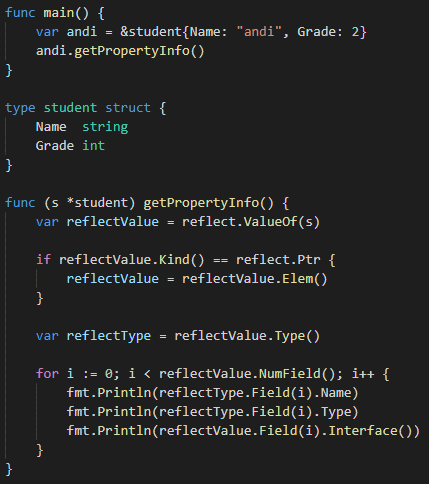 func main() {
    var andi = &student{Name: "andi", Grade: 2}
    andi.getPropertyInfo()
}

type student struct {
    Name  string
    Grade int
}

func (s *student) getPropertyInfo() {
    var reflectValue = reflect.ValueOf(s)

    if reflectValue.Kind() == reflect.Ptr {
        reflectValue = reflectValue.Elem()
    }

    var reflectType = reflectValue.Type()

    for i := 0; i < reflectValue.NumField(); i++ {
        fmt.Println(reflectType.Field(i).Name)
        fmt.Println(reflectType.Field(i).Type)
        fmt.Println(reflectValue.Field(i).Interface())
    }
}